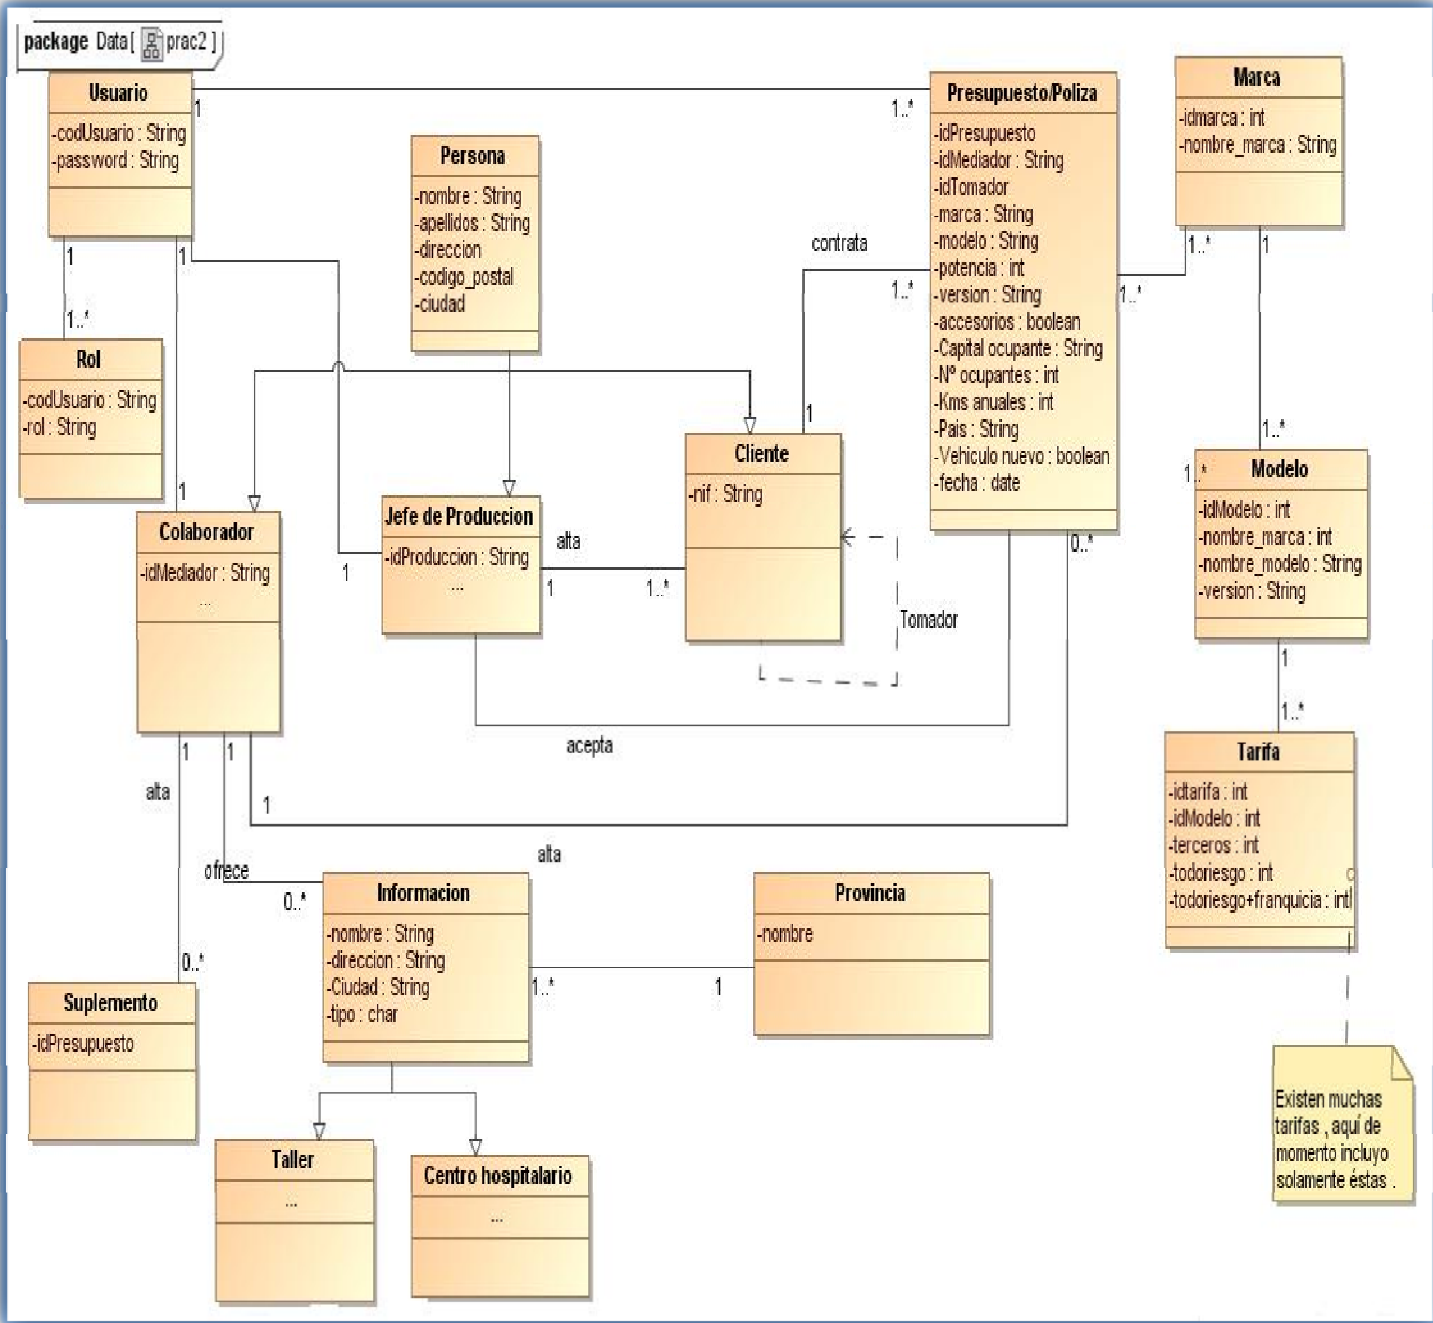 package Data[ prac2 ]
Usuario
-codUsuario : String
-password : String
1
1..*
1
1..*
1
Rol
-codUsuario : String
-rol : String
Persona
-nombre : String
-apellidos : String
-direccion
-codigo_postal
-ciudad
Presupuesto/Poliza
-idPresupuesto
-idMediador : String
-idTomador
-marca : String
-modelo : String
-potencia : int
-version : String
-accesorios : boolean
-Capital ocupante : String
-Nº ocupantes : int
-Kms anuales : int
-Pais : String
-Vehiculo nuevo : boolean
-fecha : date
Marca
-idmarca : int
-nombre_marca : String
contrata
1..*
1
1..*
1..*
1
1..*
1..*
Modelo
-idModelo : int
-nombre_marca : int
-nombre_modelo : String
-version : String
1
1..*
Cliente
-nif : String
Tomador
Jefe de Produccion
-idProduccion : String
...
alta
1
1..*
1
1
Colaborador
-idMediador : String
...
0..*
acepta
1
1
1
alta
alta
ofrece
0..*
0..*
Tarifa
-idtarifa : int
-idModelo : int
-terceros : int
-todoriesgo : int
-todoriesgo+franquicia : int
Informacion
-nombre : String
-direccion : String
-Ciudad : String
-tipo : char
1..*
1
Provincia
-nombre
Suplemento
-idPresupuesto
Taller
...
Centro hospitalario
...
Existen muchas
tarifas , aquí de
momento incluyo
solamente éstas .